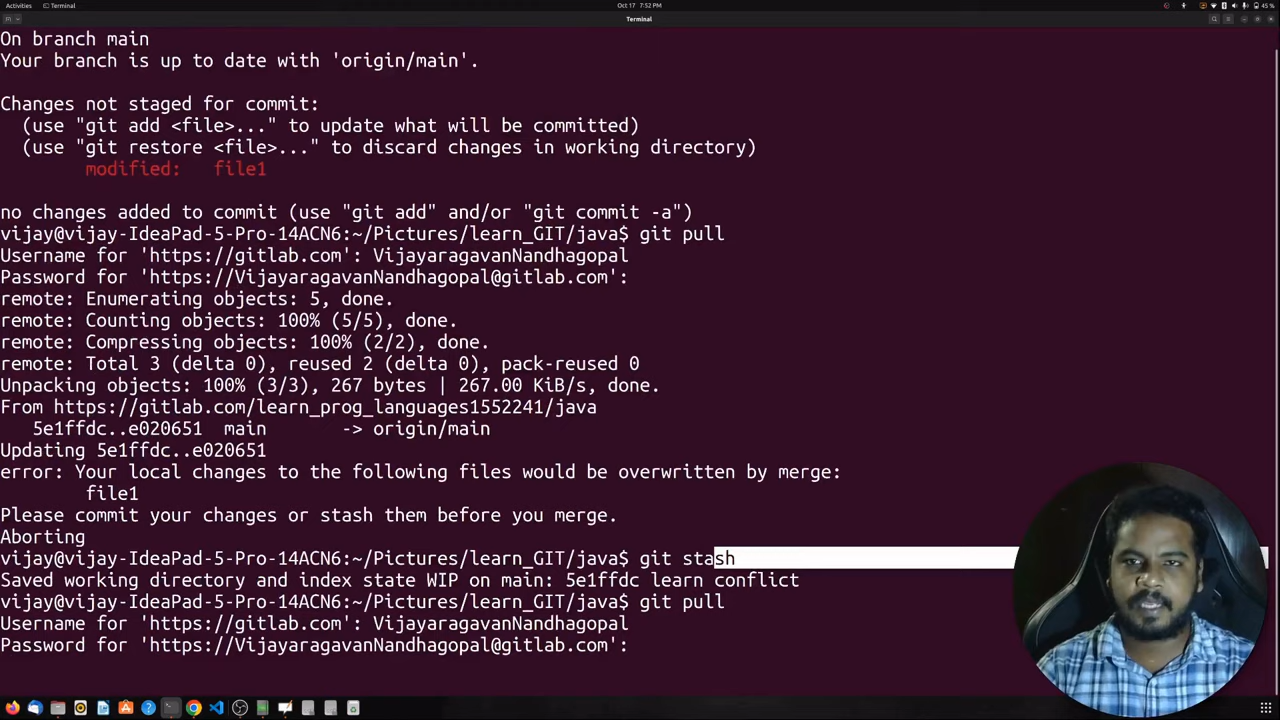 Activities
Terminal
Oct 17 7:52 PM
45 %
Terminal
On branch main
Your branch is up to date with 'origin/main'.
Changes not staged for commit:
(use "git add <file>..." to update what will be committed)
(use "git restore <file>..." to discard changes in working directory)
modified: file1
no changes added to commit (use "git add" and/or "git commit -a")
vijay@vijay-IdeaPad-5-Pro-14ACN6:~/Pictures/learn_GIT/java$ git pull
Username for 'https://gitlab.com': VijayaragavanNandhagopal
Password for 'https://VijayaragavanNandhagopal@gitlab.com':
remote: Enumerating objects: 5, done.
remote: Counting objects: 100% (5/5), done.
remote: Compressing objects: 100% (2/2), done.
remote: Total 3 (delta 0), reused 2 (delta 0), pack-reused 0
Unpacking objects: 100% (3/3), 267 bytes | 267.00 KiB/s, done.
From https://gitlab.com/learn_prog_languages1552241/java
5e1ffdc..e020651 main -> origin/main
Updating 5e1ffdc..e020651
error: Your local changes to the following files would be overwritten by merge:
file1
Please commit your changes or stash them before you merge.
Aborting
vijay@vijay-IdeaPad-5-Pro-14ACN6:~/Pictures/learn_GIT/java$ git stash
Saved working directory and index state WIP on main: 5e1ffdc learn conflict
vijay@vijay-IdeaPad-5-Pro-14ACN6:~/Pictures/learn_GIT/java$ git pull
Username for 'https://gitlab.com': VijayaragavanNandhagopal
Password for 'https://VijayaragavanNandhagopal@gitlab.com':